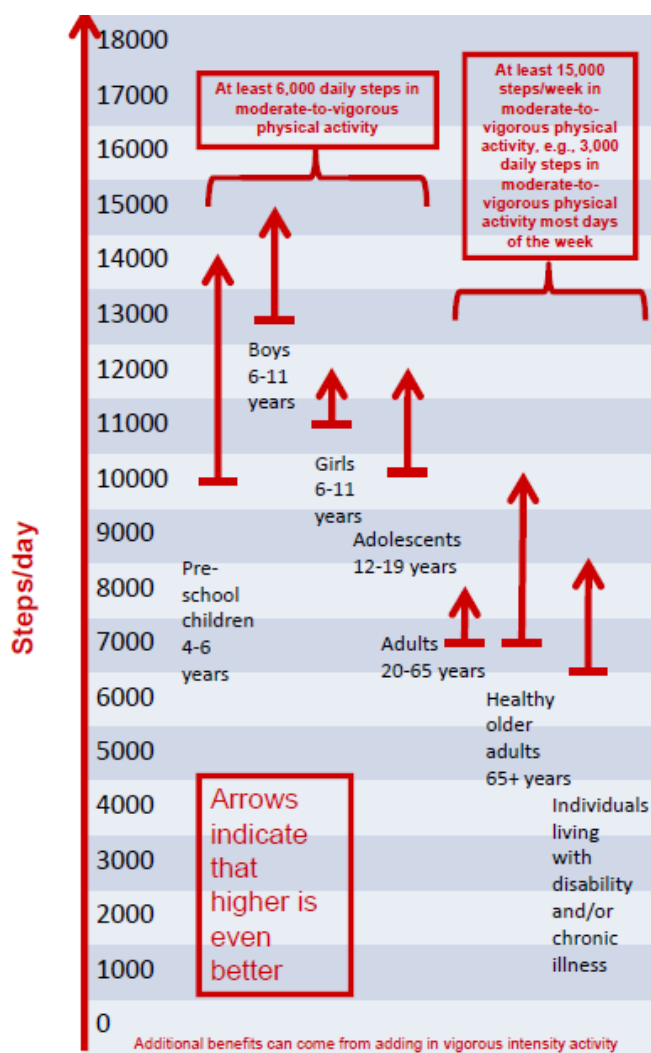 18000
17000
16000
15000
14000
13000
12000
11000
10000
9000
8000
7000
6000
5000
4000
3000
2000
1000
0
Steps/day
At least 6,000 daily steps in
moderate-to-vigorous
physical activity
At least 15,000
steps/week in
moderate-to-
vigorous physical
activity, e.g., 3,000
daily steps in
moderate-to-
vigorous physical
activity most days
of the week
Boys
6-11
years
Girls
6-11
years
Adolescents
12-19 years
Pre-
school
children
4-6
years
Adults
20-65 years
Healthy
older
adults
65+ years
Individuals
living
with
disability
and/or
chronic
illness
Arrows
indicate
that
higher is
even
better
Additional benefits can come from adding in vigorous intensity activity